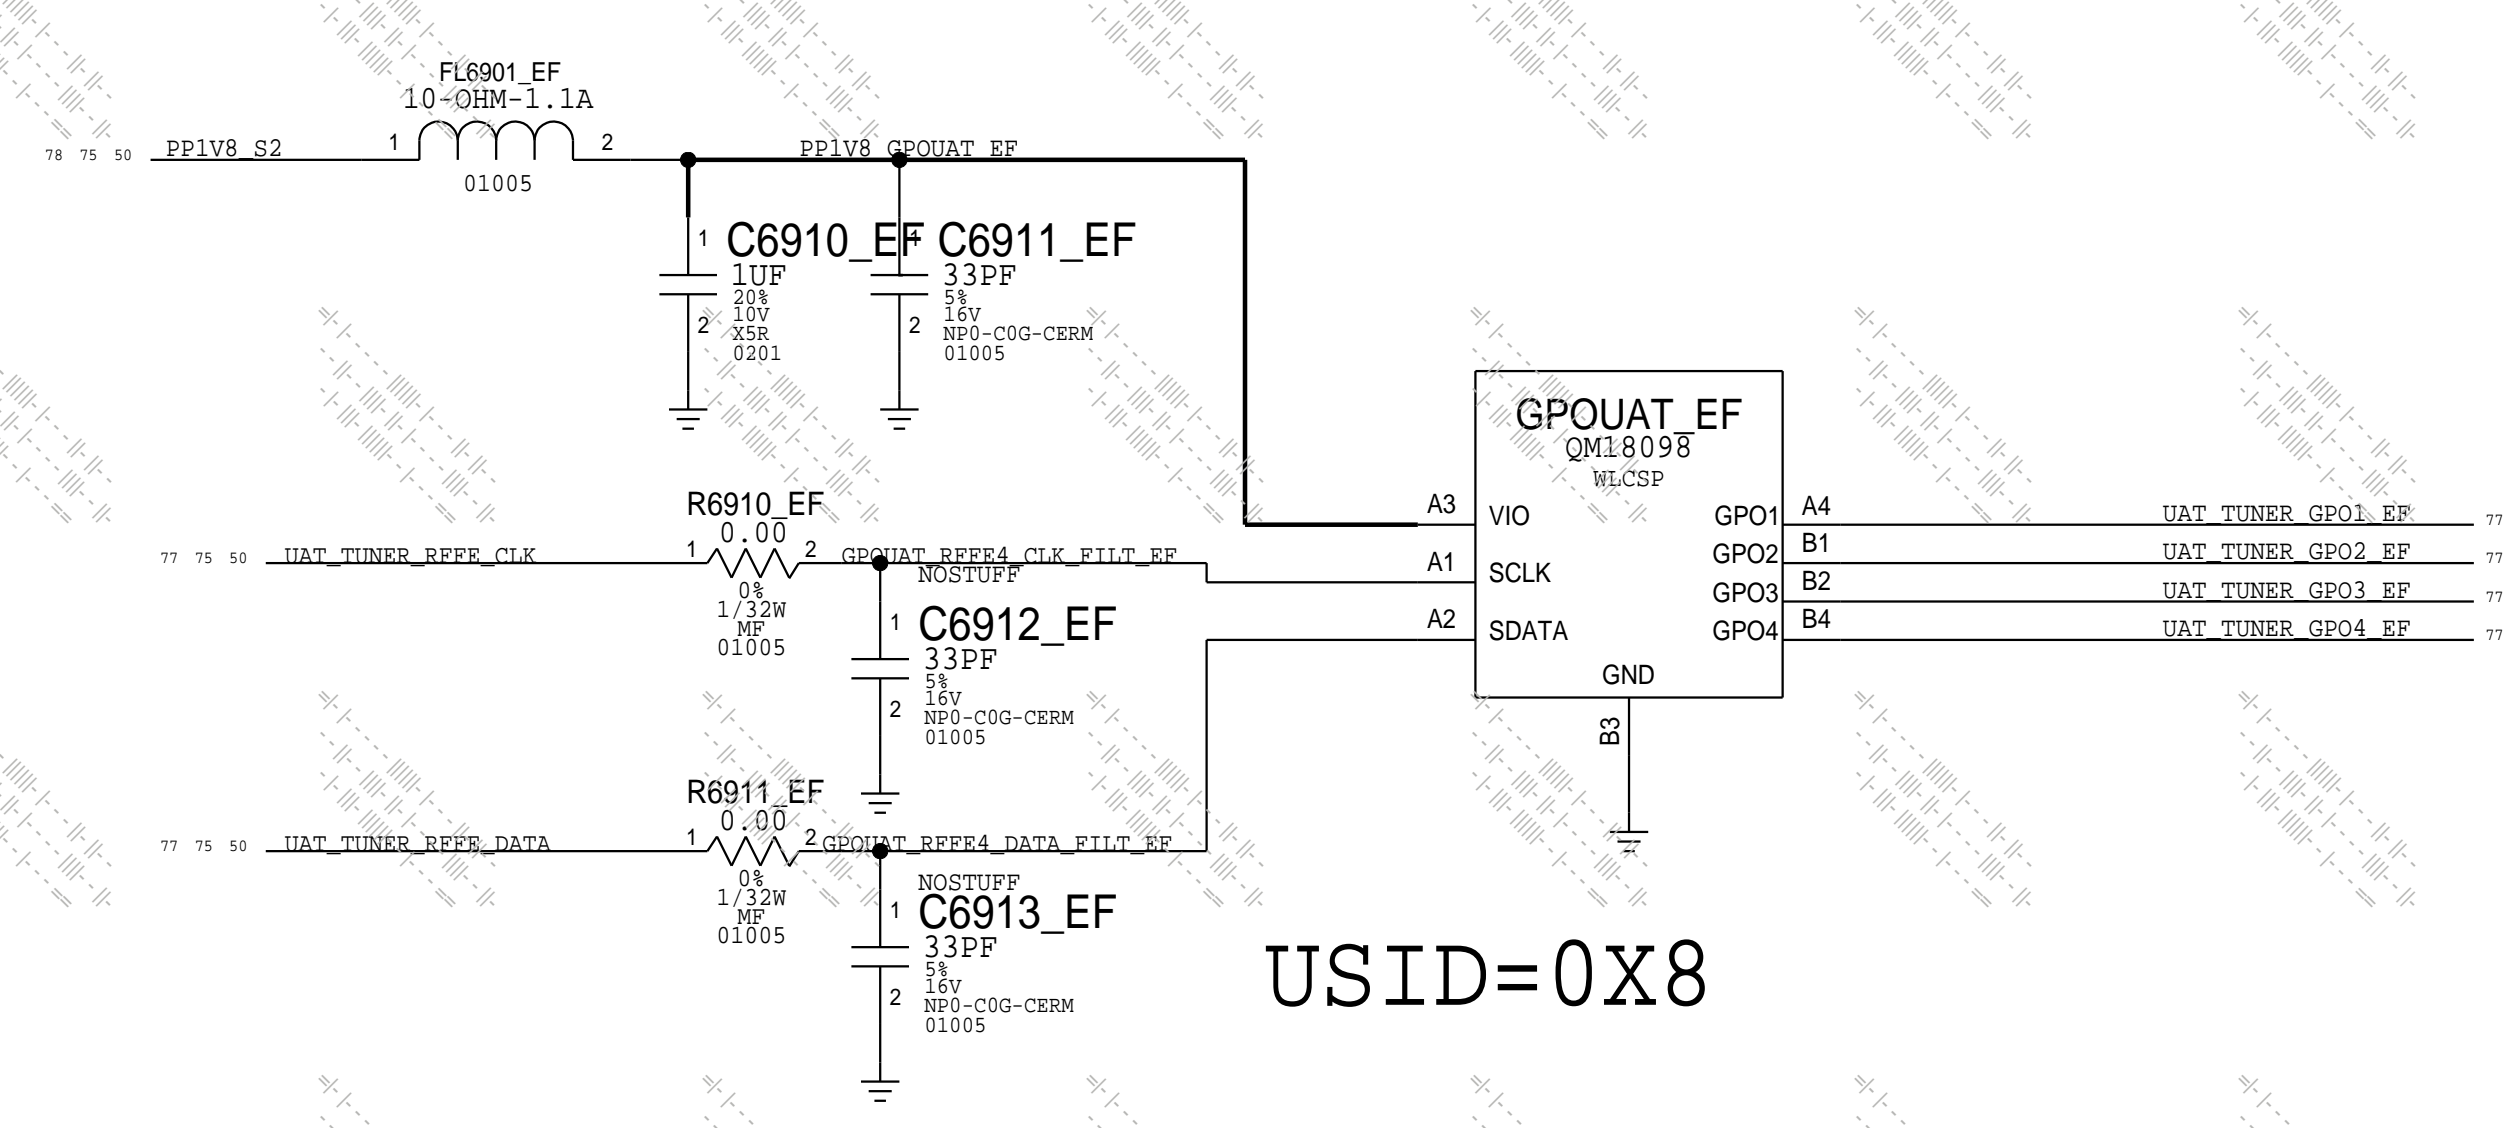 FL6901_EF
10-OHM-1.1A
78 75 50 PP1V8_S2 1 2 PP1V8_GPOUAT_EF
01005
1 C6910_EF
1UF
20%
10V
2 X5R
0201
1 C6911_EF
33PF
5%
16V
2 NP0-C0G-CERM
01005
GPOUAT_EF
QM18098
WLCSP
A3 VIO
A1 SCLK
A2 SDATA
GPO1 A4 UAT_TUNER_GPO1_EF 77
GPO2 B1 UAT_TUNER_GPO2_EF 77
GPO3 B2 UAT_TUNER_GPO3_EF 77
GPO4 B4 UAT_TUNER_GPO4_EF 77
GND
B3
R6910_EF
0.00
77 75 50 UAT_TUNER_RFFE_CLK 1 2 GPOUAT_RFFE4_CLK_FILT_EF
0%
1/32W
MF
01005
NOSTUFF
1 C6912_EF
33PF
5%
16V
2 NP0-C0G-CERM
01005
R6911_EF
0.00
77 75 50 UAT_TUNER_RFFE_DATA 1 2 GPOUAT_RFFE4_DATA_FILT_EF
0%
1/32W
MF
01005
NOSTUFF
1 C6913_EF
33PF
5%
16V
2 NP0-C0G-CERM
01005
USID=0X8